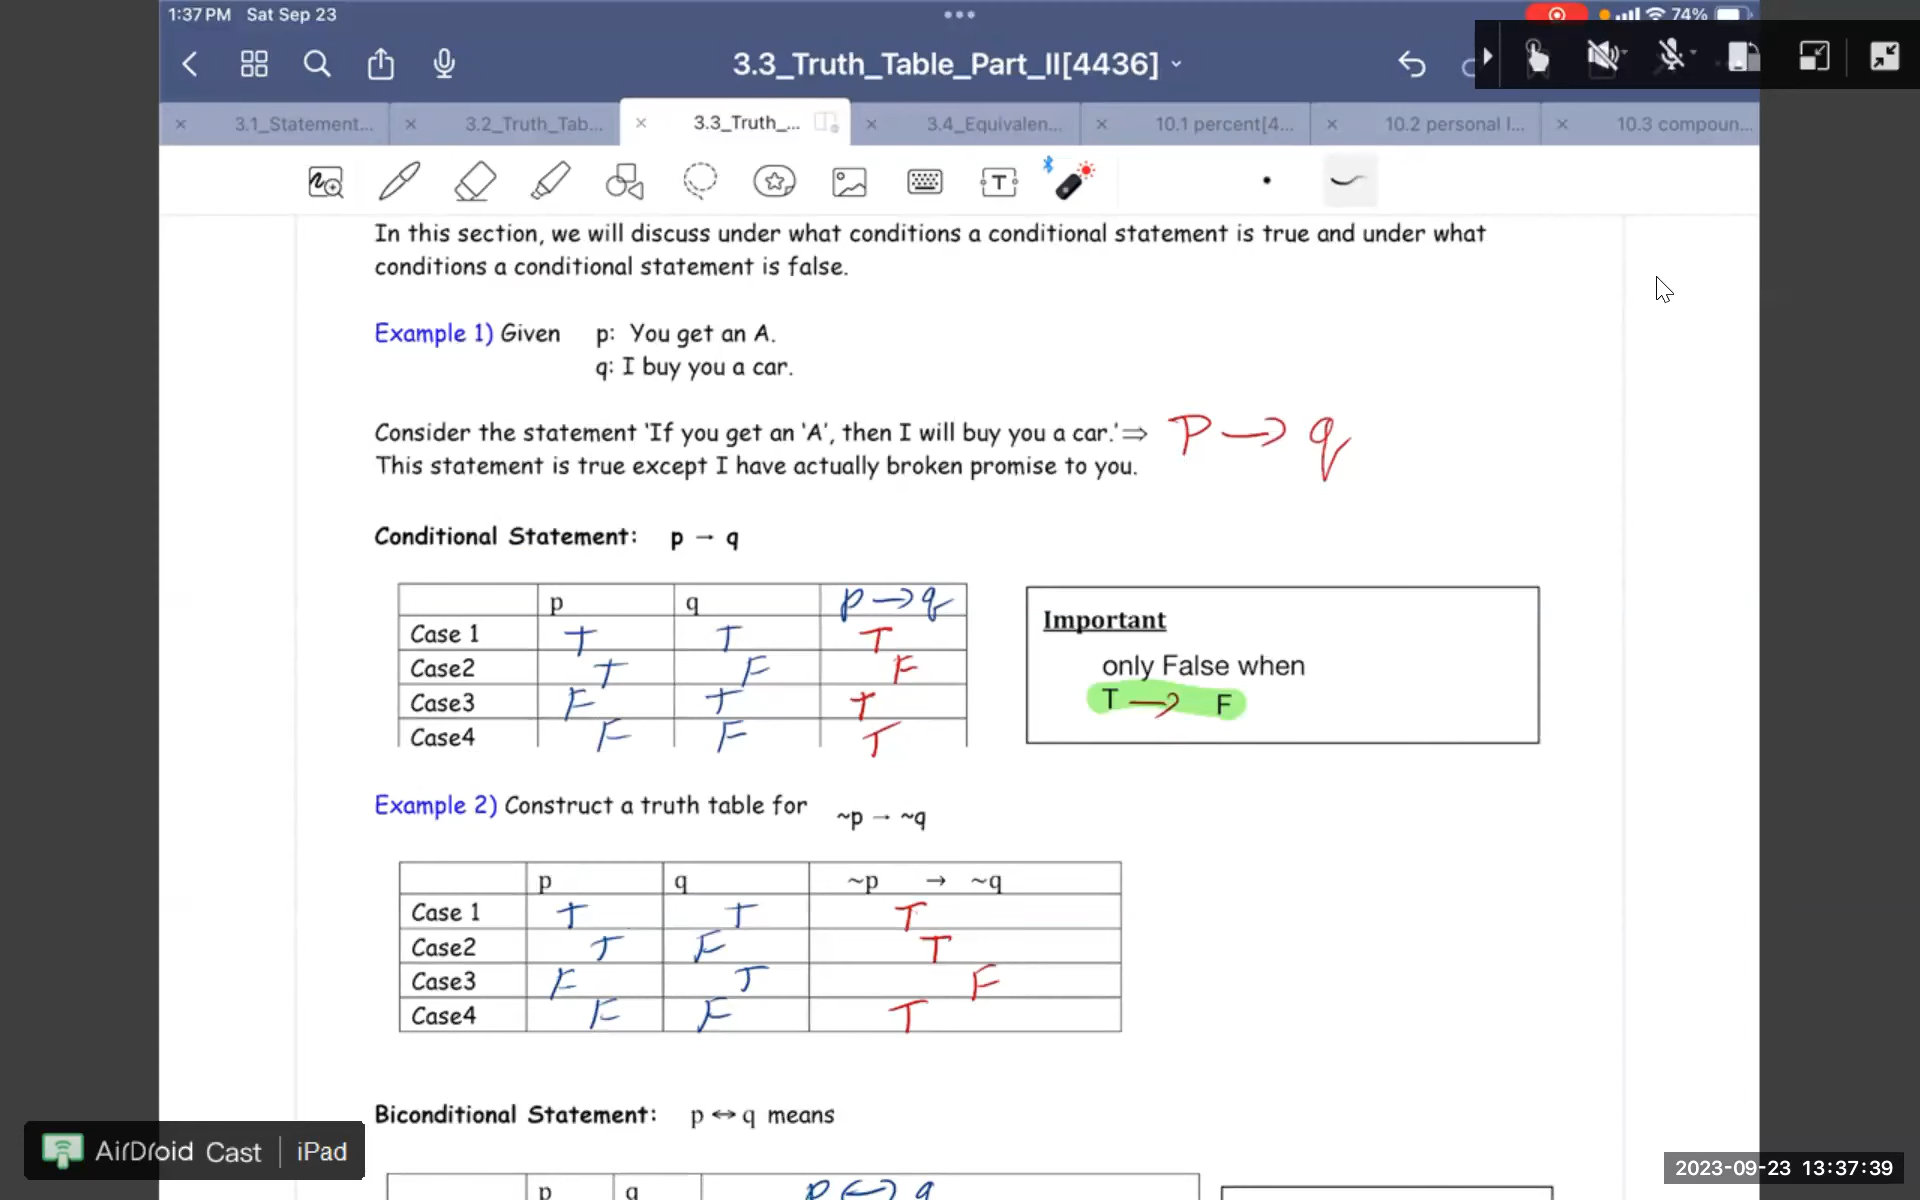 1:37 PM Sat Sep 23
74%
3.3_Truth_Table_Part_II[4436]
3.1_Statement... 3.2_Truth_Tab... 3.3_Truth_... 3.4_Equivalen... 10.1 percent[4... 10.2 personal l... 10.3 compoun...
In this section, we will discuss under what conditions a conditional statement is true and under what
conditions a conditional statement is false.
Example 1) Given p: You get an A.
q: I buy you a car.
Consider the statement 'If you get an 'A', then I will buy you a car.'⇒ P → q
This statement is true except I have actually broken promise to you.
Conditional Statement: p → q
p q p → q
Case 1 T T T
Case2 T F F
Case3 F T T
Case4 F F T
Important
only False when
T → F
Example 2) Construct a truth table for ~p → ~q
p q ~p → ~q
Case 1 T T T
Case2 T F T
Case3 F T F
Case4 F F T
Biconditional Statement: p ↔ q means
p q p ↔ q
AirDroid Cast | iPad
2023-09-23 13:37:39